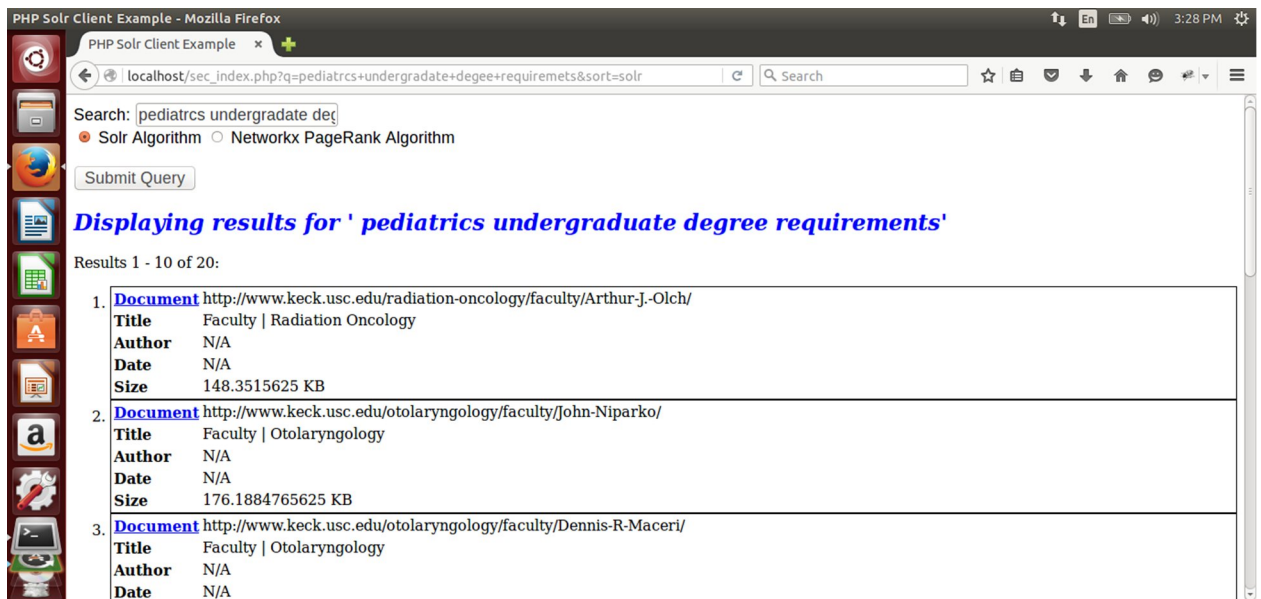 PHP Solr Client Example - Mozilla Firefox En 3:28 PM
PHP Solr Client Example
localhost/sec_index.php?q=pediatrcs+undergradate+degee+requiremets&sort=solr Search
Search: pediatrcs undergradate deg
Solr Algorithm Networkx PageRank Algorithm
Submit Query
Displaying results for ' pediatrics undergraduate degree requirements'
Results 1 - 10 of 20:
1. Document http://www.keck.usc.edu/radiation-oncology/faculty/Arthur-J.-Olch/
Title Faculty | Radiation Oncology
Author N/A
Date N/A
Size 148.3515625 KB
2. Document http://www.keck.usc.edu/otolaryngology/faculty/John-Niparko/
Title Faculty | Otolaryngology
Author N/A
Date N/A
Size 176.1884765625 KB
3. Document http://www.keck.usc.edu/otolaryngology/faculty/Dennis-R-Maceri/
Title Faculty | Otolaryngology
Author N/A
Date N/A